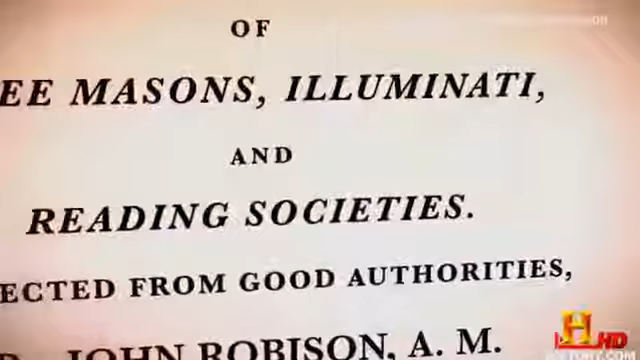 OF
EE MASONS, ILLUMINATI,
AND
READING SOCIETIES.
ECTED FROM GOOD AUTHORITIES,
JOHN ROBISON, A. M.
H HD